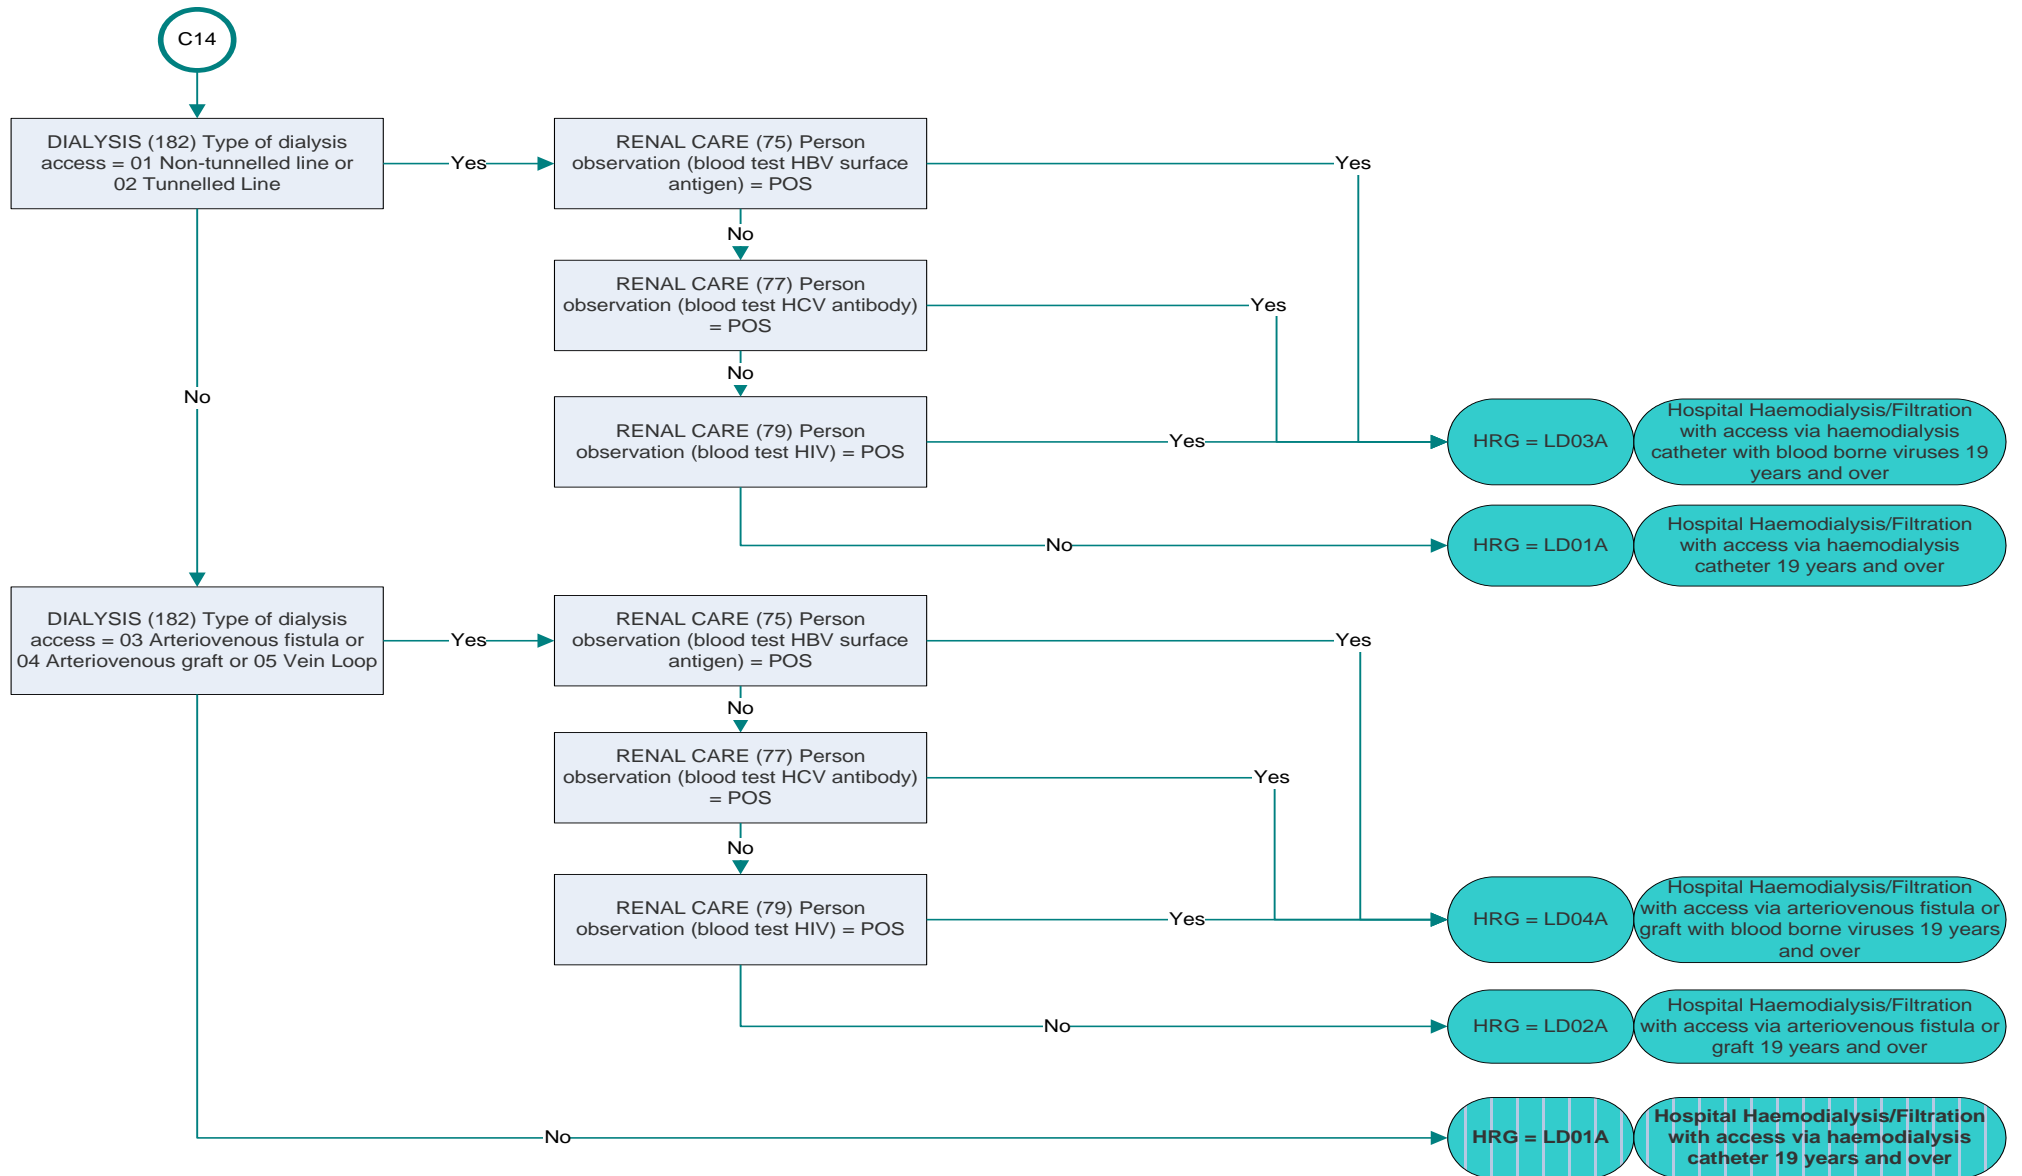 C14
DIALYSIS (182) Type of dialysis
access = 01 Non-tunnelled line or
02 Tunnelled Line
Yes
RENAL CARE (75) Person
observation (blood test HBV surface
antigen) = POS
Yes
No
RENAL CARE (77) Person
observation (blood test HCV antibody)
= POS
Yes
No
No
RENAL CARE (79) Person
observation (blood test HIV) = POS
Yes
HRG = LD03A
Hospital Haemodialysis/Filtration
with access via haemodialysis
catheter with blood borne viruses 19
years and over
No
HRG = LD01A
Hospital Haemodialysis/Filtration
with access via haemodialysis
catheter 19 years and over
DIALYSIS (182) Type of dialysis
access = 03 Arteriovenous fistula or
04 Arteriovenous graft or 05 Vein Loop
Yes
RENAL CARE (75) Person
observation (blood test HBV surface
antigen) = POS
Yes
No
RENAL CARE (77) Person
observation (blood test HCV antibody)
= POS
Yes
No
RENAL CARE (79) Person
observation (blood test HIV) = POS
Yes
HRG = LD04A
Hospital Haemodialysis/Filtration
with access via arteriovenous fistula or
graft with blood borne viruses 19 years
and over
No
HRG = LD02A
Hospital Haemodialysis/Filtration
with access via arteriovenous fistula or
graft 19 years and over
No
HRG = LD01A
Hospital Haemodialysis/Filtration
with access via haemodialysis
catheter 19 years and over